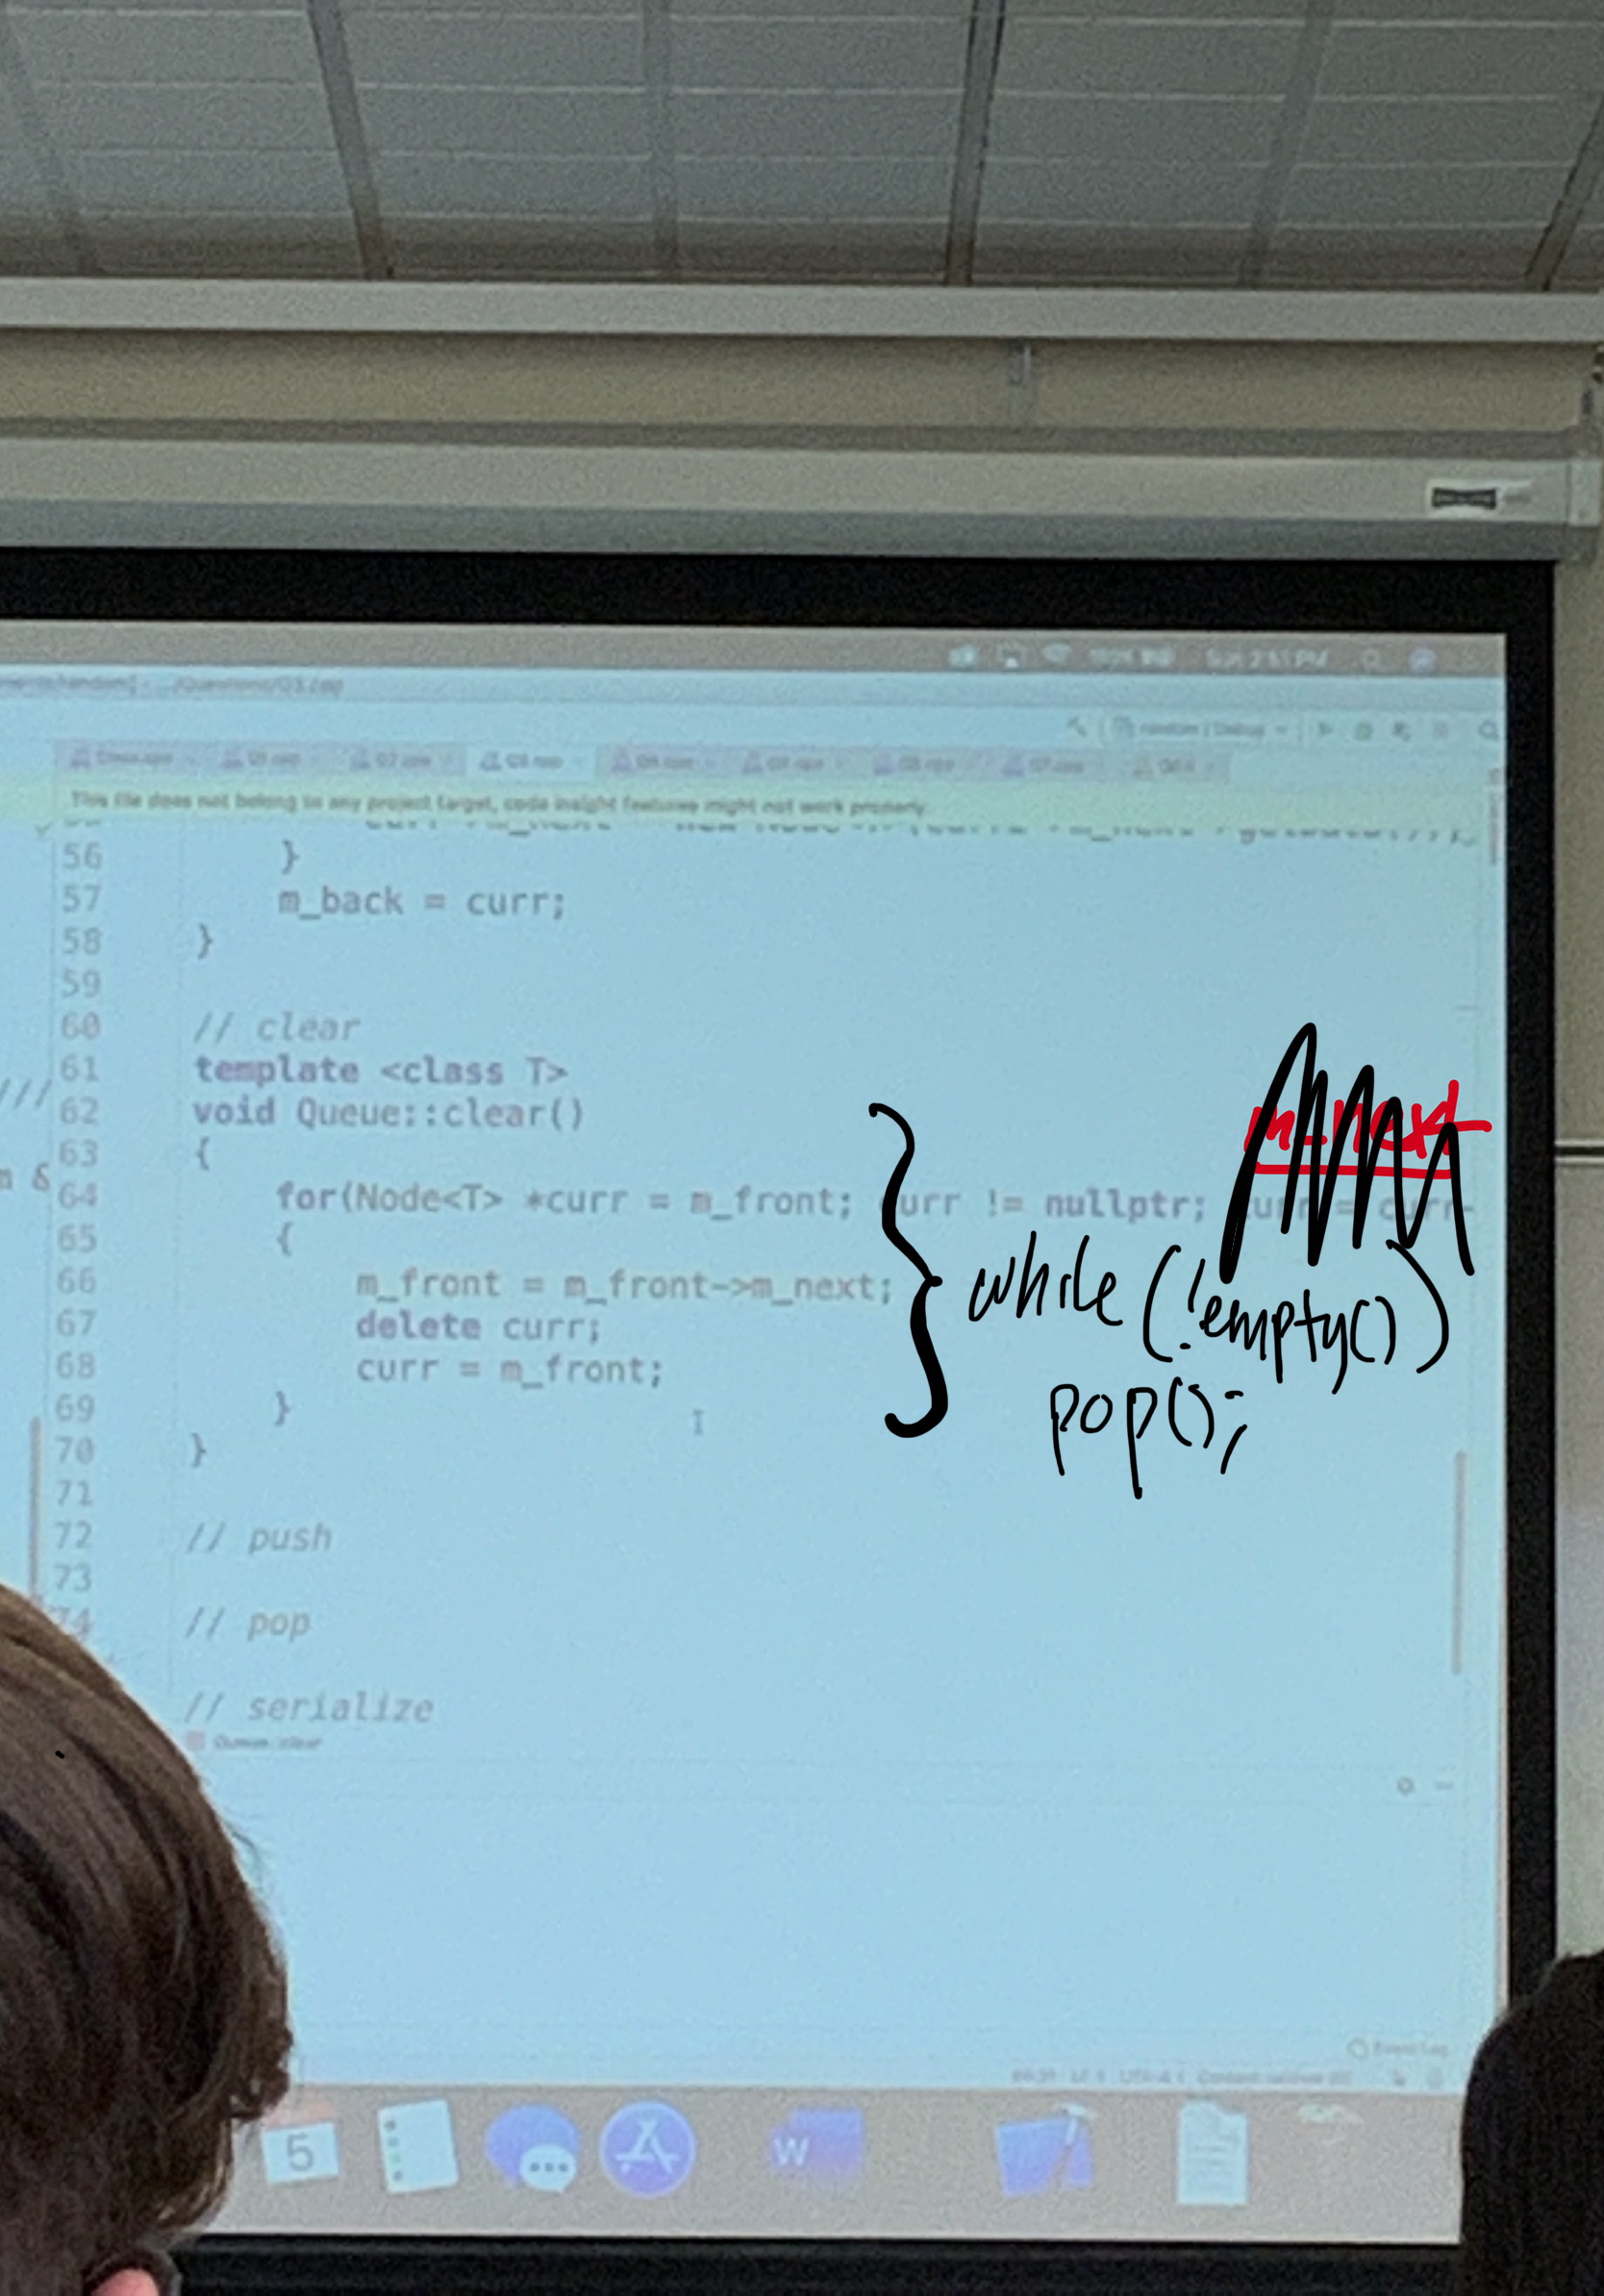 This file does not belong to any project target, code insight features might not work properly.
56 }
57 m_back = curr;
58 }
59
60 // clear
61 template <class T>
62 void Queue::clear()
63 {
64 for(Node<T> *curr = m_front; curr != nullptr;
65 {
66 m_front = m_front->m_next;
67 delete curr;
68 curr = m_front;
69 }
70 }
71
72 // push
73
74 // pop
// serialize
Queue::clear
m_next
while (!empty())
pop();
///
n &
5
W